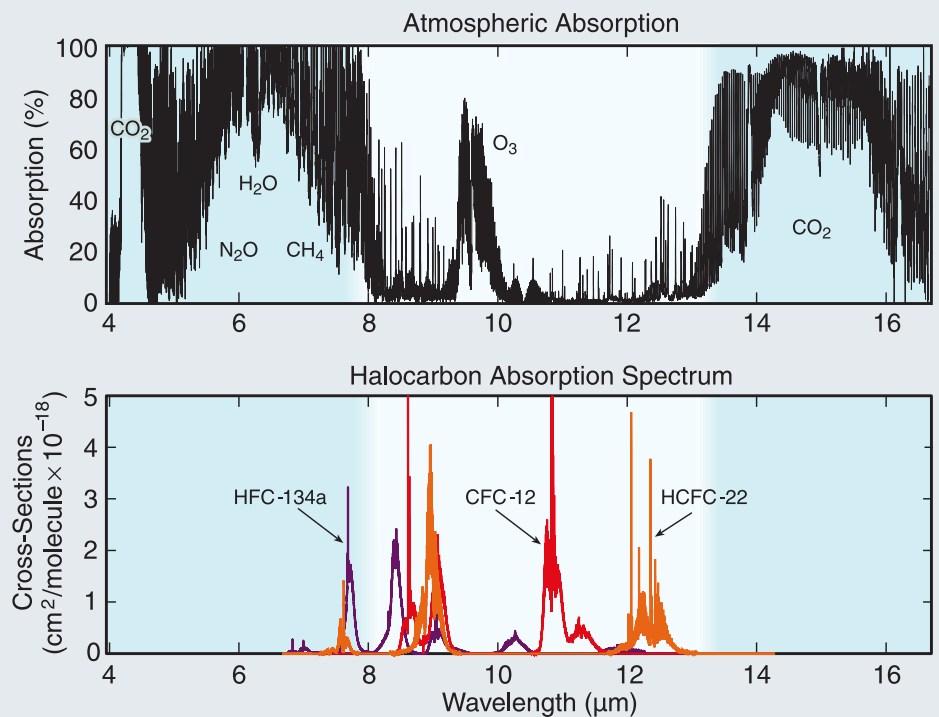 Atmospheric Absorption
Absorption (%)
100
80
60
40
20
0
CO₂
H₂O
N₂O CH₄
O₃
CO₂
4 6 8 10 12 14 16
Halocarbon Absorption Spectrum
Cross-Sections
(cm²/molecule × 10⁻¹⁸)
5
4
3
2
1
0
HFC-134a CFC-12 HCFC-22
4 6 8 10 12 14 16
Wavelength (µm)